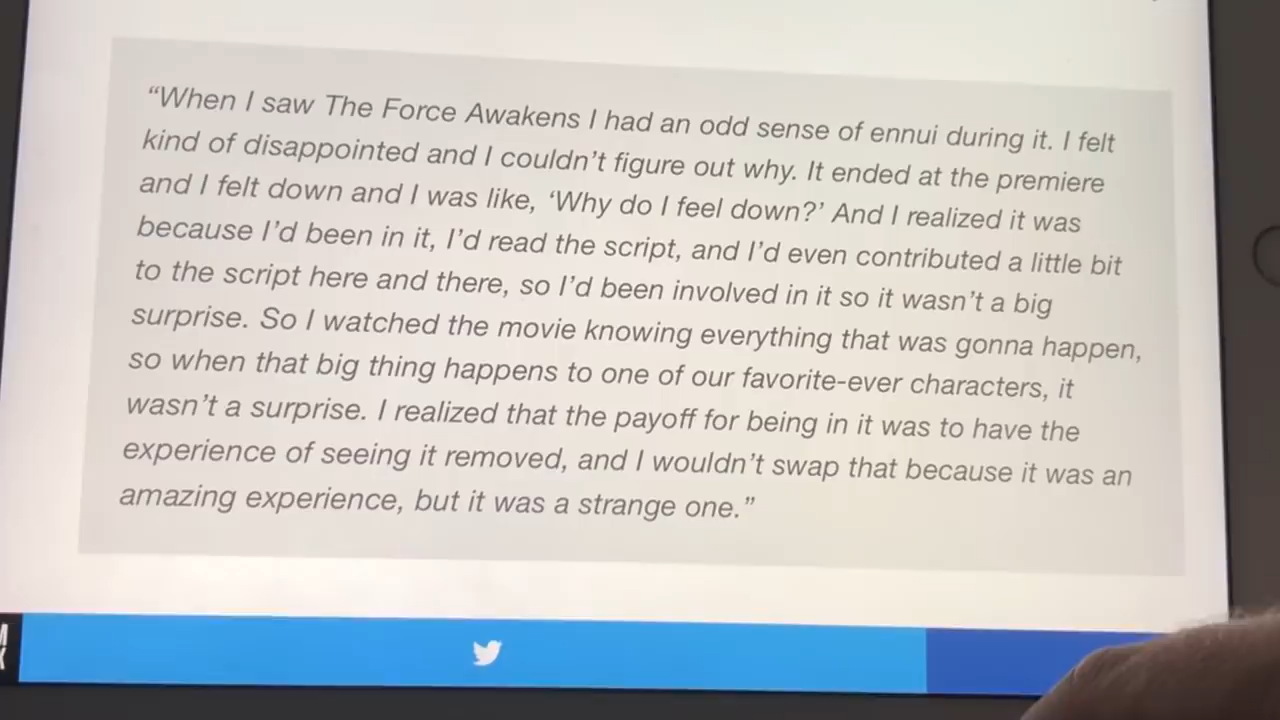 “When I saw The Force Awakens I had an odd sense of ennui during it. I felt
kind of disappointed and I couldn’t figure out why. It ended at the premiere
and I felt down and I was like, ‘Why do I feel down?’ And I realized it was
because I’d been in it, I’d read the script, and I’d even contributed a little bit
to the script here and there, so I’d been involved in it so it wasn’t a big
surprise. So I watched the movie knowing everything that was gonna happen,
so when that big thing happens to one of our favorite-ever characters, it
wasn’t a surprise. I realized that the payoff for being in it was to have the
experience of seeing it removed, and I wouldn’t swap that because it was an
amazing experience, but it was a strange one.”